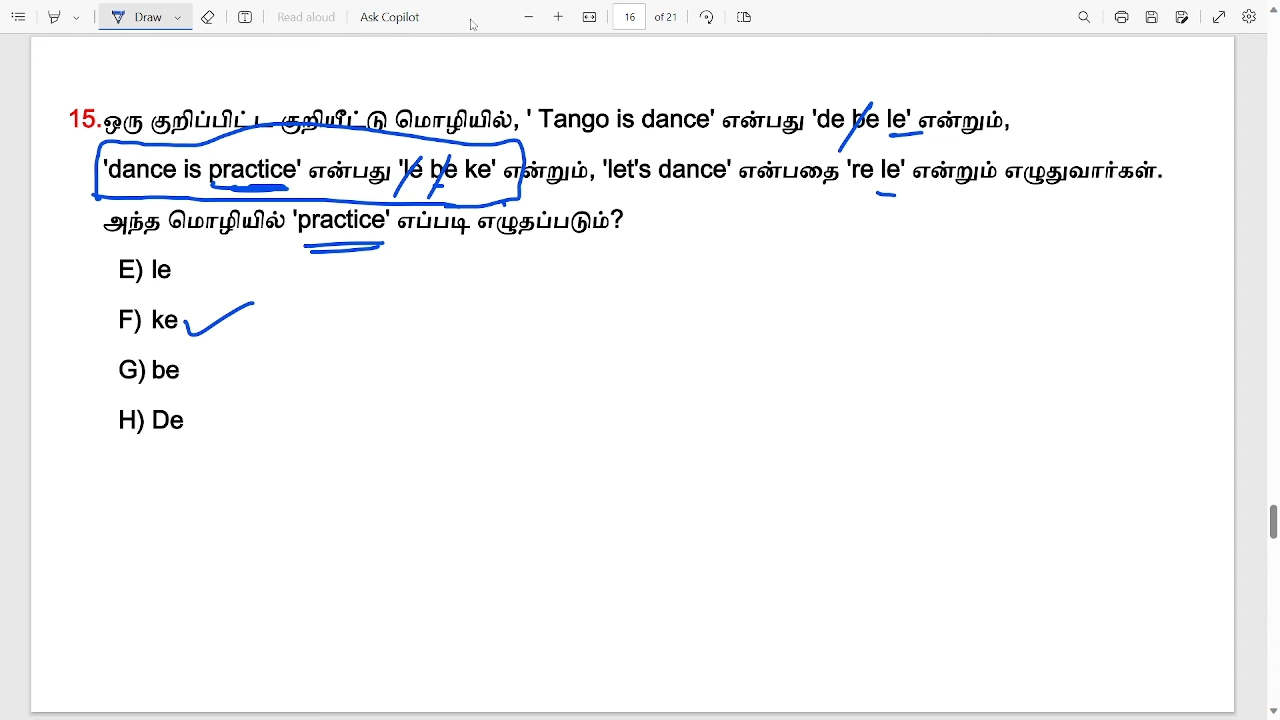 Draw
Read aloud
Ask Copilot
16 of 21
15.ஒரு குறிப்பிட்ட குறியீட்டு மொழியில், ' Tango is dance' என்பது 'de be le' என்றும்,
'dance is practice' என்பது 'le be ke' என்றும், 'let's dance' என்பதை 're le' என்றும் எழுதுவார்கள்.
அந்த மொழியில் 'practice' எப்படி எழுதப்படும்?
E) le
F) ke
G) be
H) De